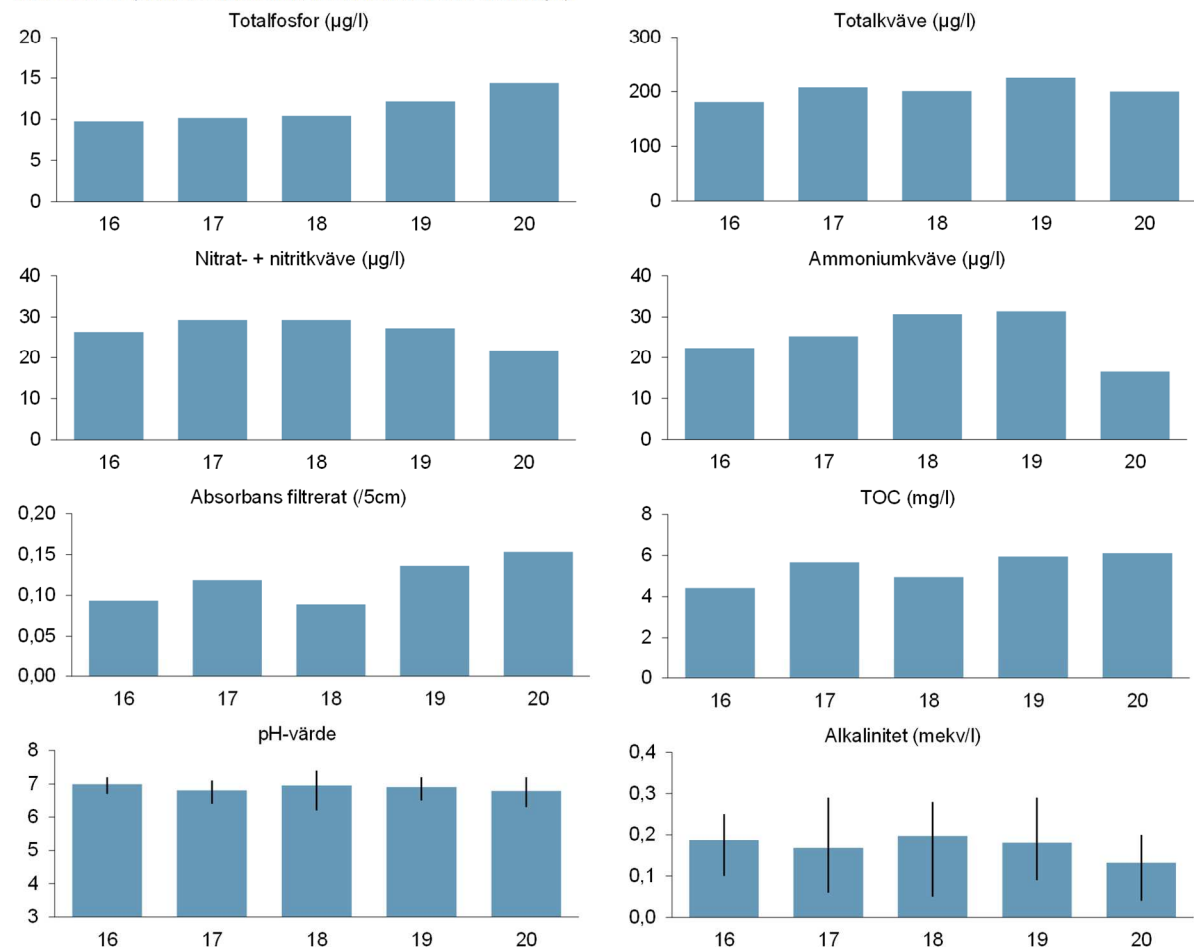 Totalfosfor (µg/l)
20
15
10
5
0
16 17 18 19 20
Totalkväve (µg/l)
300
200
100
0
16 17 18 19 20
Nitrat- + nitritkväve (µg/l)
40
30
20
10
0
16 17 18 19 20
Ammoniumkväve (µg/l)
40
30
20
10
0
16 17 18 19 20
Absorbans filtrerat (/5cm)
0,20
0,15
0,10
0,05
0,00
16 17 18 19 20
TOC (mg/l)
8
6
4
2
0
16 17 18 19 20
pH-värde
8
7
6
5
4
3
16 17 18 19 20
Alkalinitet (mekv/l)
0,4
0,3
0,2
0,1
0,0
16 17 18 19 20